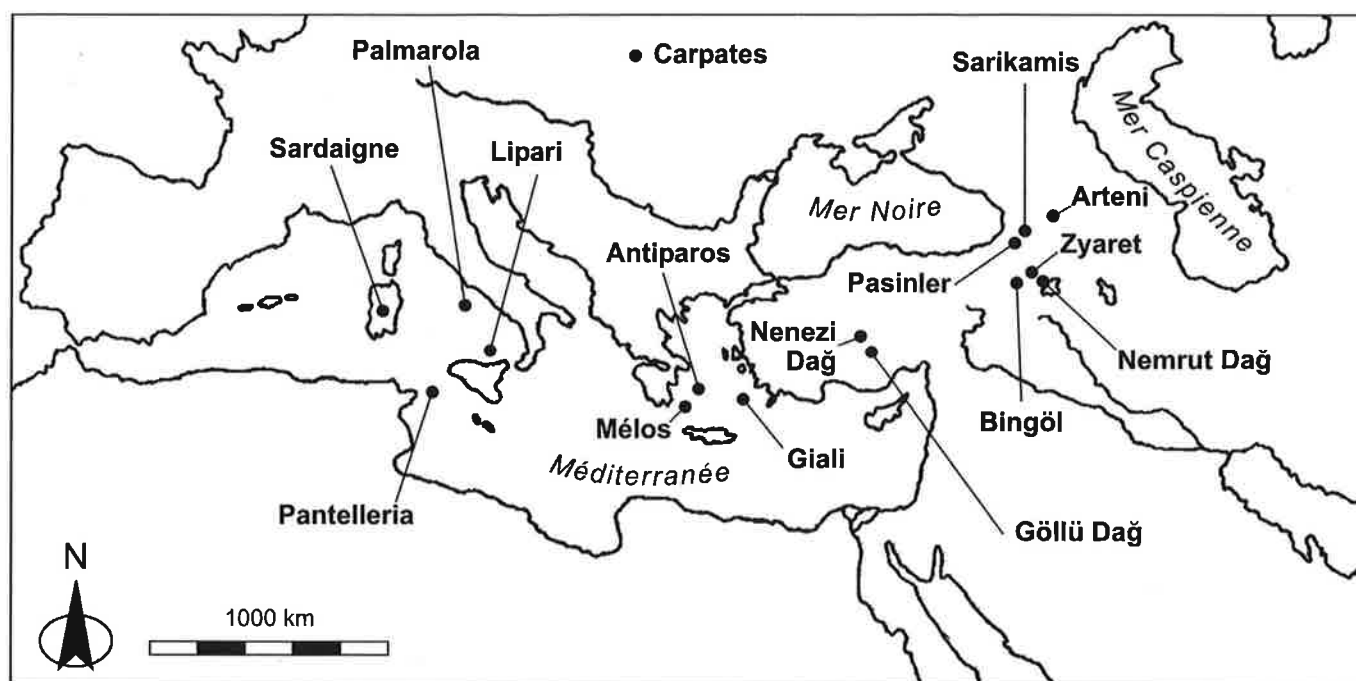 Palmarola
Carpates
Sarikamis
Sardaigne
Lipari
Mer Caspienne
Arteni
Mer Noire
Antiparos
Zyaret
Pasinler
Nenezi
Dağ
Nemrut Dağ
Mélos
Giali
Bingöl
Méditerranée
Pantelleria
Göllü Dağ
N
1000 km